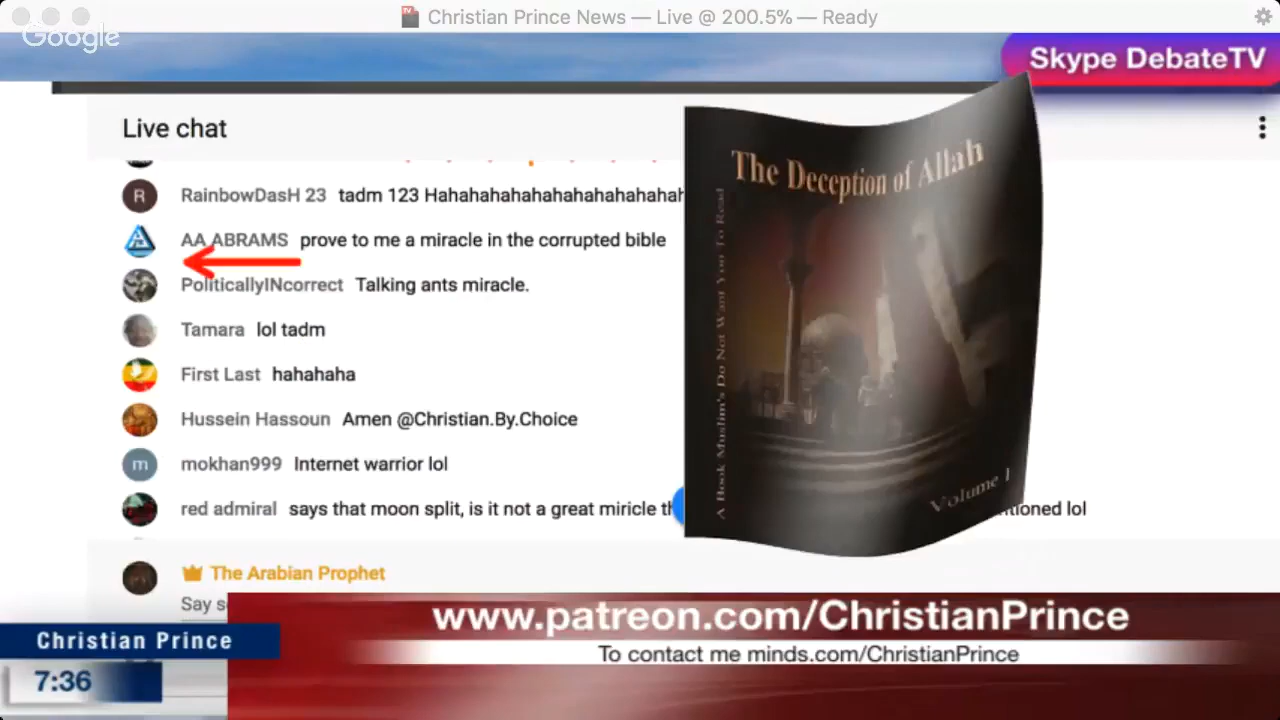 Christian Prince News — Live @ 200.5% — Ready
Google
Skype DebateTV
Live chat
R RainbowDasH 23 tadm 123 Hahahahahahahahahahahah
AA ABRAMS prove to me a miracle in the corrupted bible
PoliticallyINcorrect Talking ants miracle.
Tamara lol tadm
First Last hahahaha
Hussein Hassoun Amen @Christian.By.Choice
m mokhan999 Internet warrior lol
red admiral says that moon split, is it not a great miricle th
tioned lol
The Deception of Allah
A Book Muslim's Do Not Want You To Read
Volume 1
The Arabian Prophet
Say s
www.patreon.com/ChristianPrince
To contact me minds.com/ChristianPrince
Christian Prince
7:36